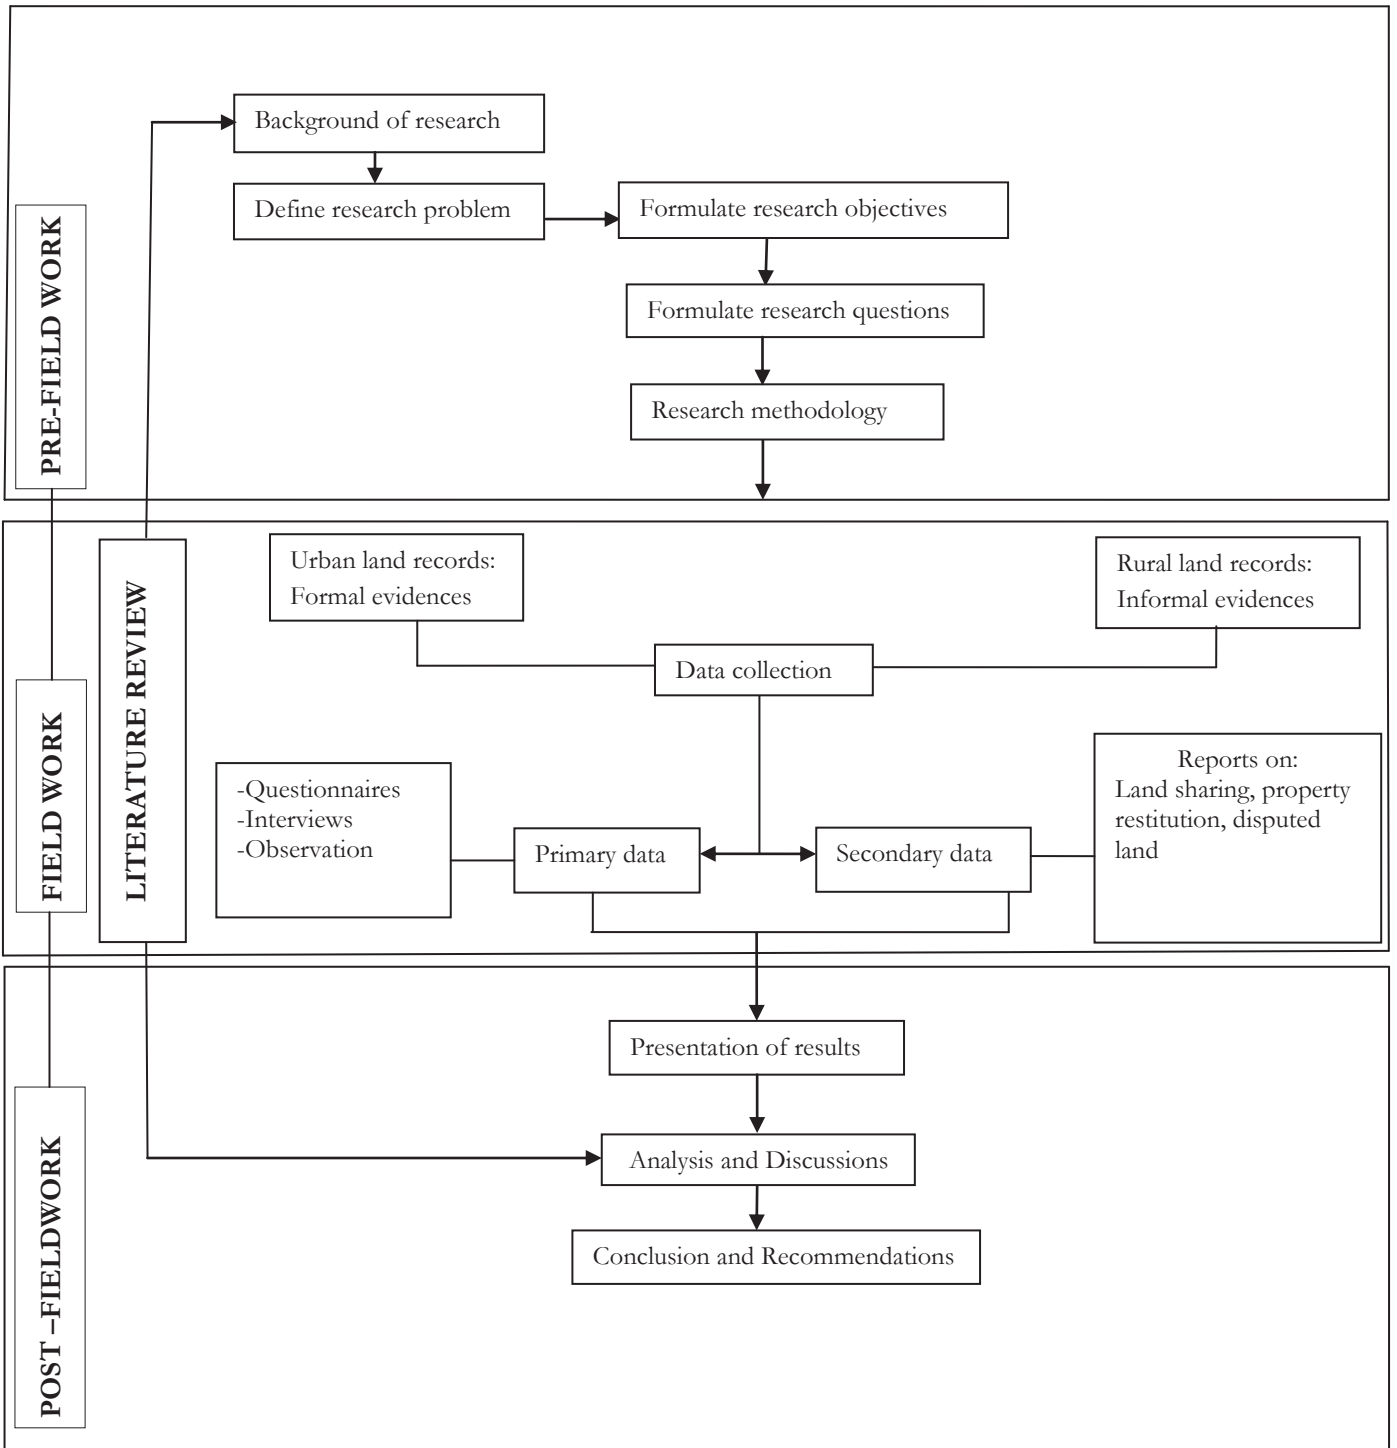 PRE-FIELD WORK
Background of research
Define research problem
Formulate research objectives
Formulate research questions
Research methodology
FIELD WORK
LITERATURE REVIEW
Urban land records:
Formal evidences
Rural land records:
Informal evidences
Data collection
-Questionnaires
-Interviews
-Observation
Primary data
Secondary data
Reports on:
Land sharing, property
restitution, disputed
land
POST –FIELDWORK
Presentation of results
Analysis and Discussions
Conclusion and Recommendations